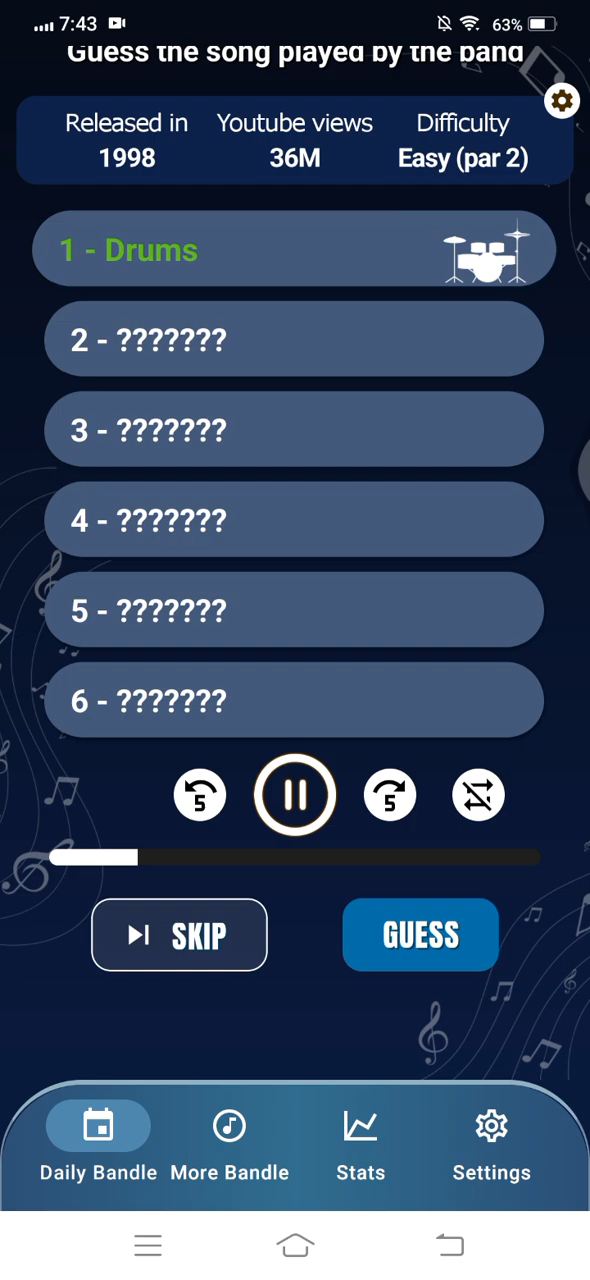 7:43 63%
Guess the song played by the band
Released in Youtube views Difficulty
1998 36M Easy (par 2)
1 - Drums
2 - ???????
3 - ???????
4 - ???????
5 - ???????
6 - ???????
5 5
SKIP GUESS
Daily Bandle More Bandle Stats Settings